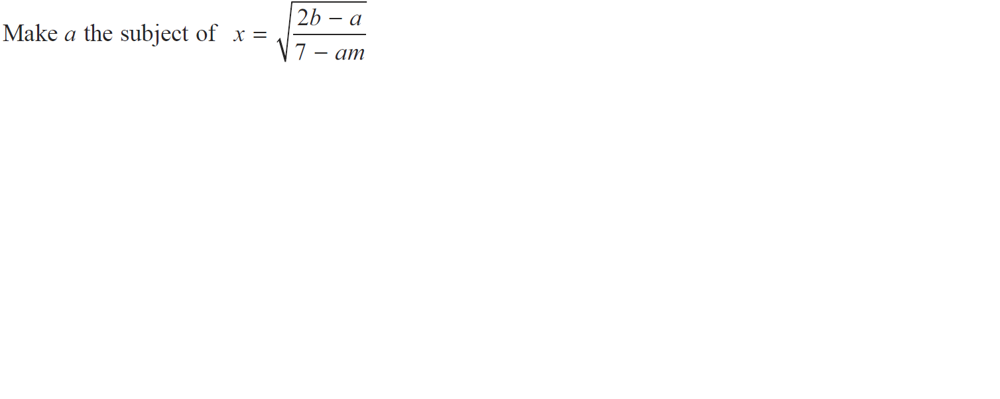 Make a the subject of x = √((2b − a)/(7 − am))